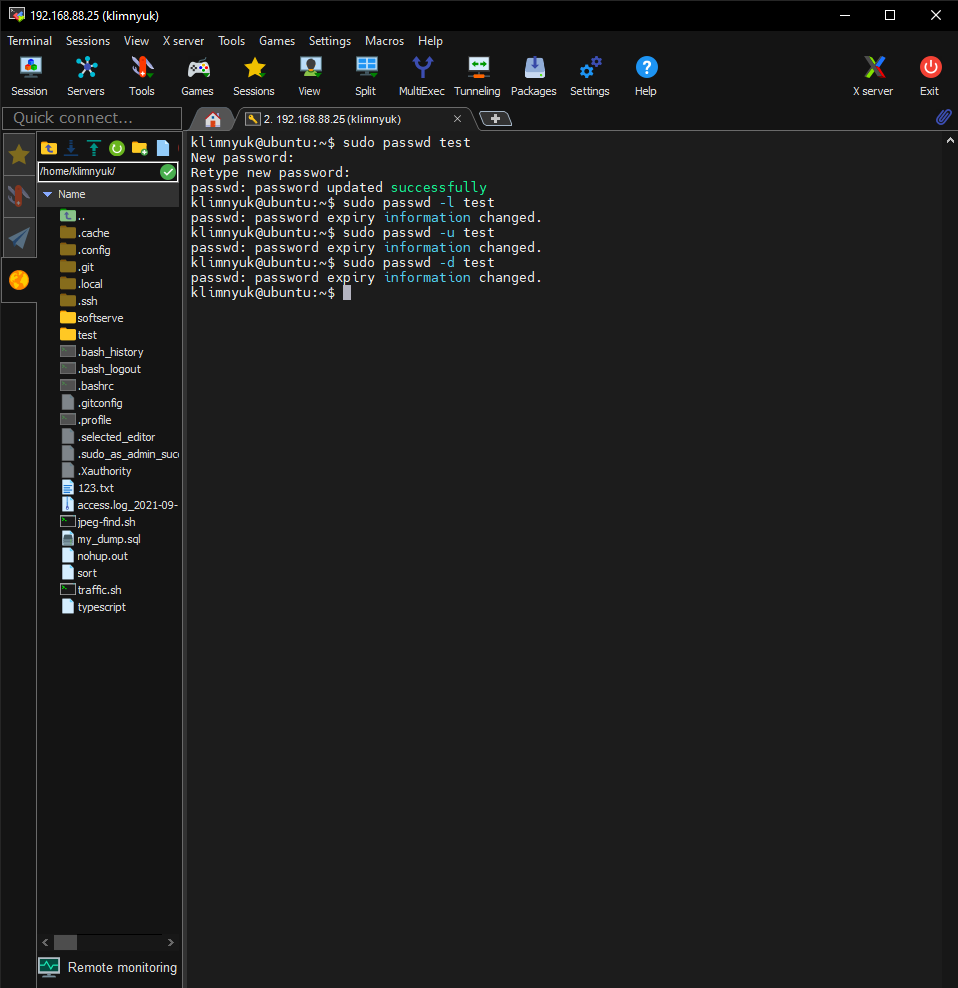 192.168.88.25 (klimnyuk)
Terminal Sessions View X server Tools Games Settings Macros Help
Session Servers Tools Games Sessions View Split MultiExec Tunneling Packages Settings Help X server Exit
Quick connect...
2. 192.168.88.25 (klimnyuk)
/home/klimnyuk/
Name
..
.cache
.config
.git
.local
.ssh
softserve
test
.bash_history
.bash_logout
.bashrc
.gitconfig
.profile
.selected_editor
.sudo_as_admin_succ
.Xauthority
123.txt
access.log_2021-09-
jpeg-find.sh
my_dump.sql
nohup.out
sort
traffic.sh
typescript
Remote monitoring
klimnyuk@ubuntu:~$ sudo passwd test
New password:
Retype new password:
passwd: password updated successfully
klimnyuk@ubuntu:~$ sudo passwd -l test
passwd: password expiry information changed.
klimnyuk@ubuntu:~$ sudo passwd -u test
passwd: password expiry information changed.
klimnyuk@ubuntu:~$ sudo passwd -d test
passwd: password expiry information changed.
klimnyuk@ubuntu:~$